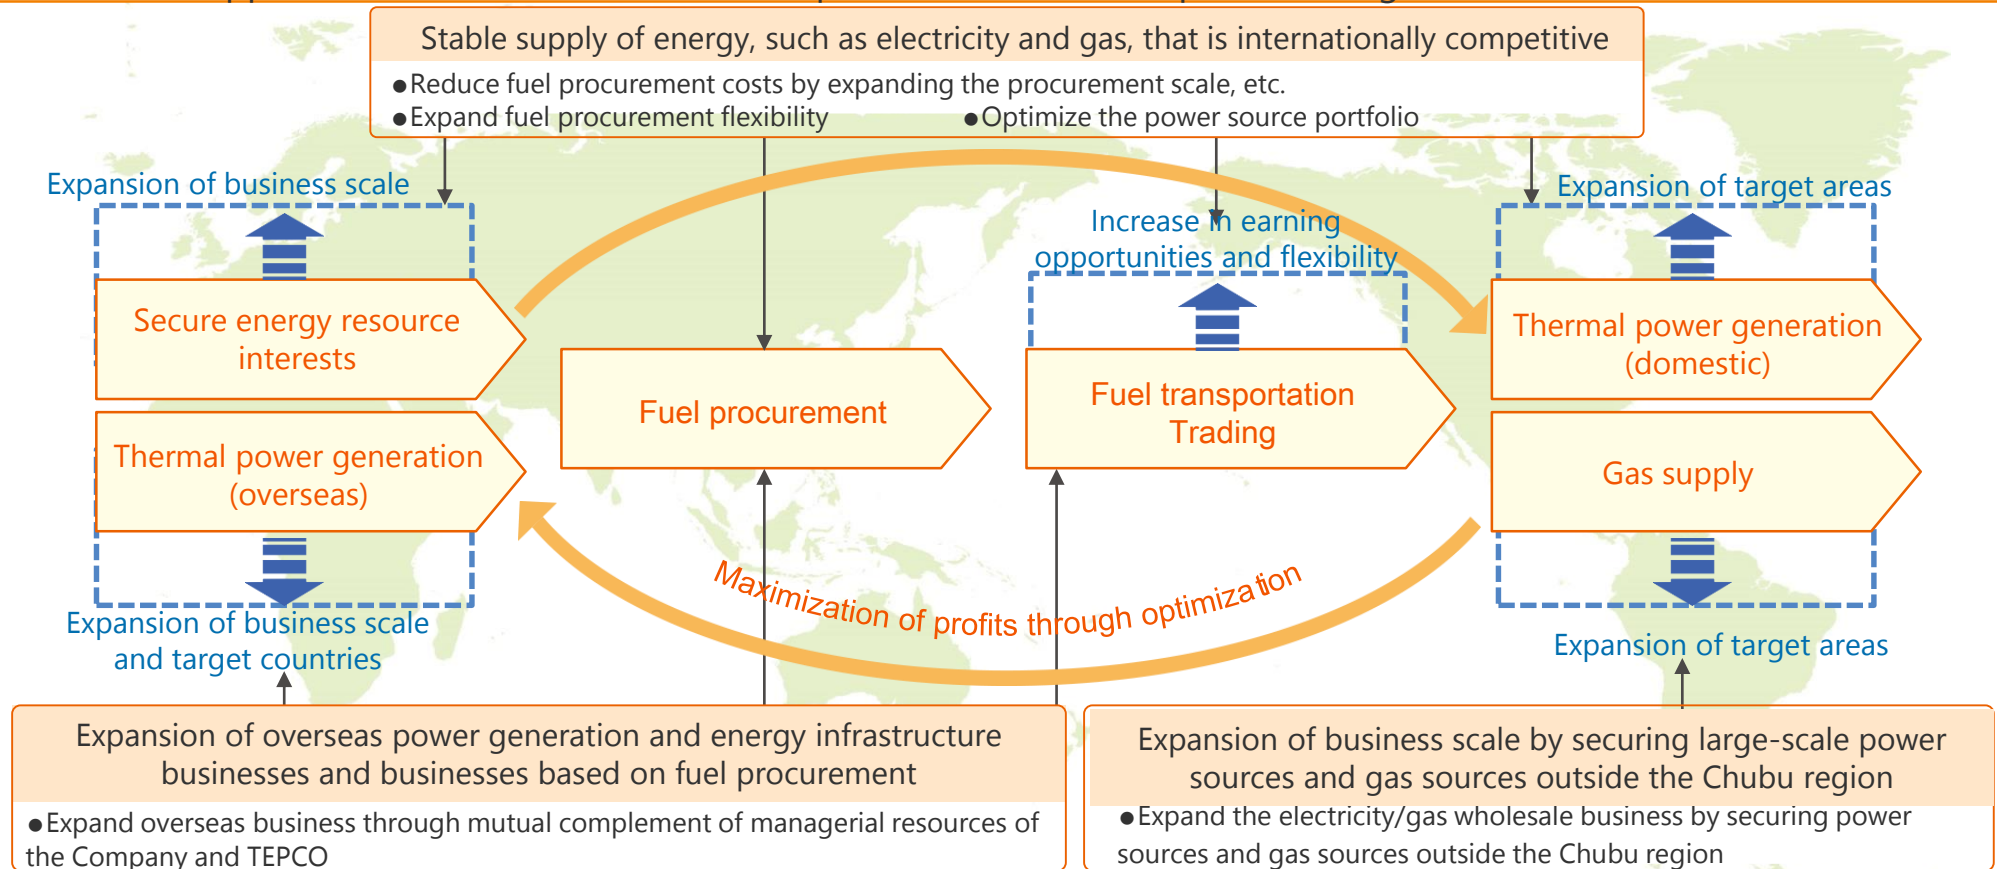 Stable supply of energy, such as electricity and gas, that is internationally competitive
●Reduce fuel procurement costs by expanding the procurement scale, etc.
●Expand fuel procurement flexibility ●Optimize the power source portfolio
Expansion of business scale
Expansion of target areas
Increase in earning
opportunities and flexibility
Secure energy resource
interests
Thermal power generation
(domestic)
Fuel procurement
Fuel transportation
Trading
Thermal power generation
(overseas)
Gas supply
Maximization of profits through optimization
Expansion of business scale
and target countries
Expansion of target areas
Expansion of overseas power generation and energy infrastructure
businesses and businesses based on fuel procurement
●Expand overseas business through mutual complement of managerial resources of
the Company and TEPCO
Expansion of business scale by securing large-scale power
sources and gas sources outside the Chubu region
●Expand the electricity/gas wholesale business by securing power
sources and gas sources outside the Chubu region